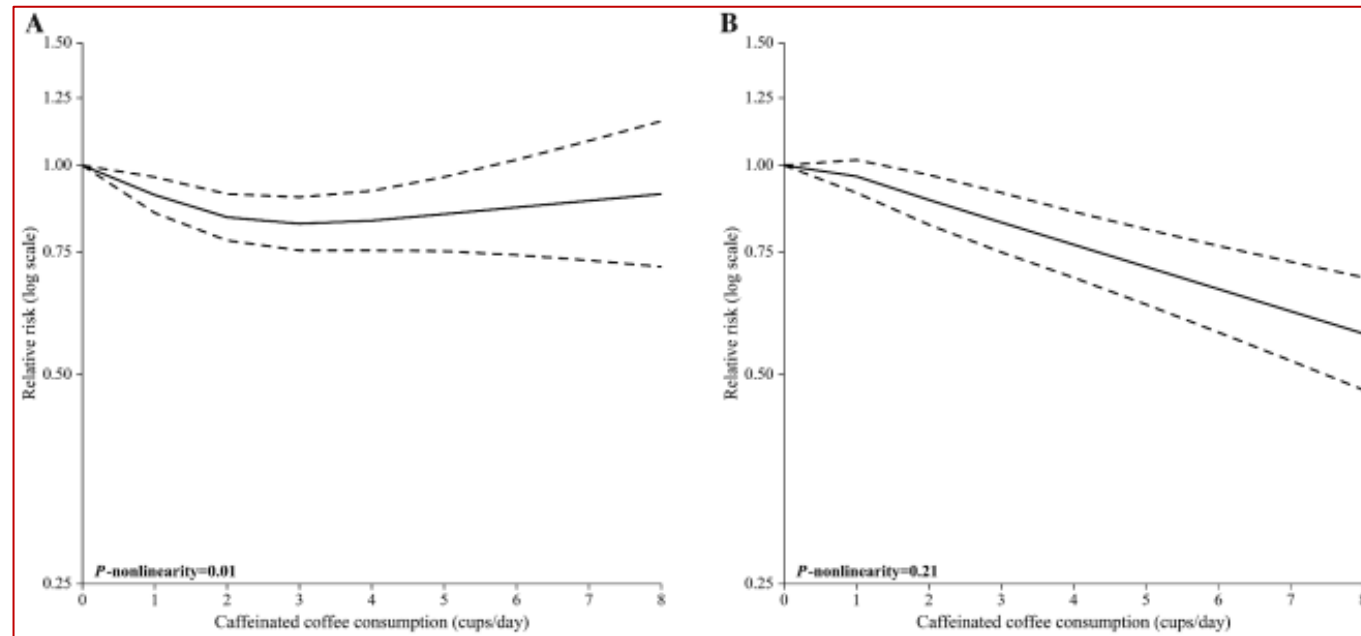 A
1.50
1.25
1.00
0.75
0.50
0.25
Relative risk (log scale)
P-nonlinearity=0.01
0 1 2 3 4 5 6 7 8
Caffeinated coffee consumption (cups/day)
B
1.50
1.25
1.00
0.75
0.50
0.25
Relative risk (log scale)
P-nonlinearity=0.21
0 1 2 3 4 5 6 7 8
Caffeinated coffee consumption (cups/day)